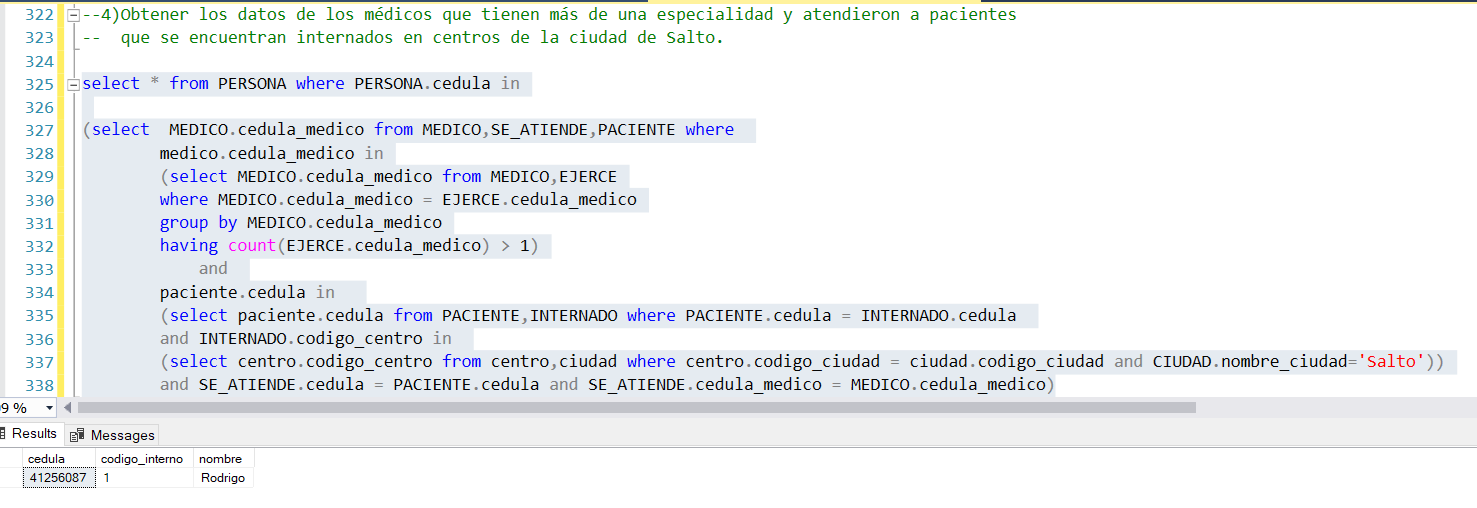 322 --4)Obtener los datos de los médicos que tienen más de una especialidad y atendieron a pacientes
323 -- que se encuentran internados en centros de la ciudad de Salto.
324
325 select * from PERSONA where PERSONA.cedula in
326
327 (select MEDICO.cedula_medico from MEDICO,SE_ATIENDE,PACIENTE where
328 medico.cedula_medico in
329 (select MEDICO.cedula_medico from MEDICO,EJERCE
330 where MEDICO.cedula_medico = EJERCE.cedula_medico
331 group by MEDICO.cedula_medico
332 having count(EJERCE.cedula_medico) > 1)
333 and
334 paciente.cedula in
335 (select paciente.cedula from PACIENTE,INTERNADO where PACIENTE.cedula = INTERNADO.cedula
336 and INTERNADO.codigo_centro in
337 (select centro.codigo_centro from centro,ciudad where centro.codigo_ciudad = ciudad.codigo_ciudad and CIUDAD.nombre_ciudad='Salto'))
338 and SE_ATIENDE.cedula = PACIENTE.cedula and SE_ATIENDE.cedula_medico = MEDICO.cedula_medico)
9 %
Results Messages
cedula codigo_interno nombre
41256087 1 Rodrigo